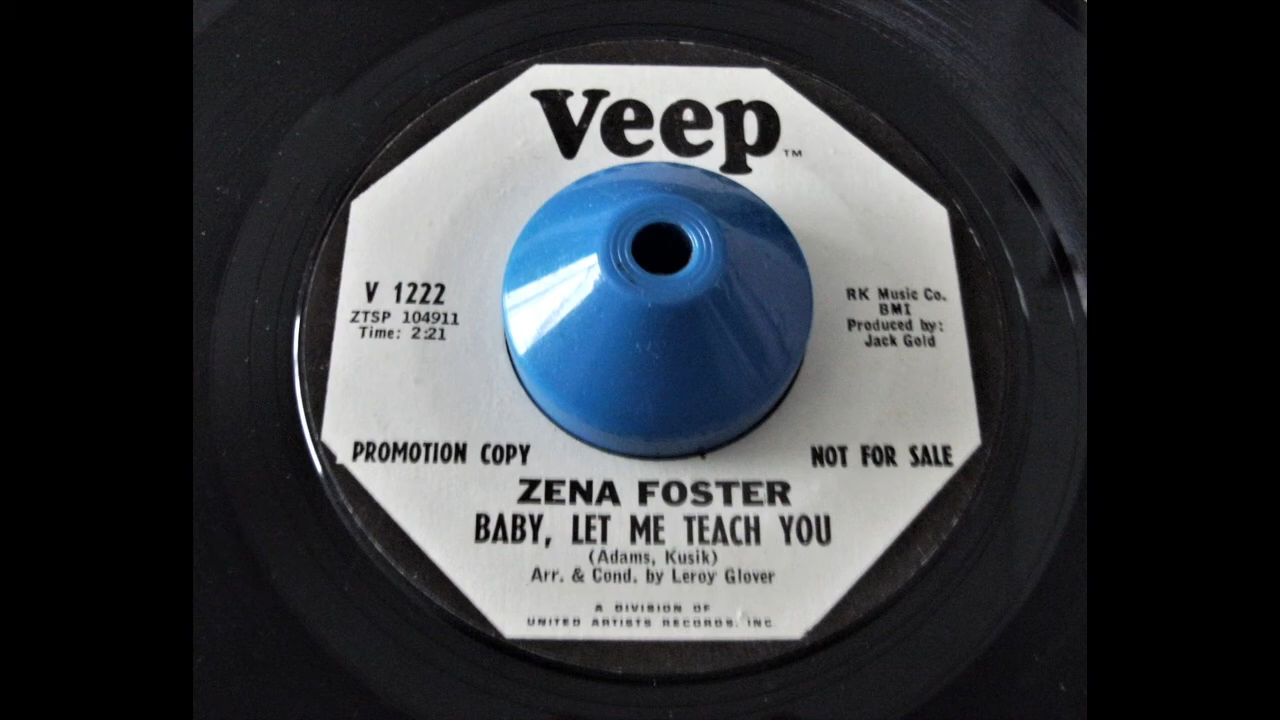 Veep™
V 1222
ZTSP 104911
Time: 2:21
RK Music Co.
BMI
Produced by:
Jack Gold
PROMOTION COPY
NOT FOR SALE
ZENA FOSTER
BABY, LET ME TEACH YOU
(Adams, Kusik)
Arr. & Cond. by Leroy Glover
A DIVISION OF
UNITED ARTISTS RECORDS, INC.